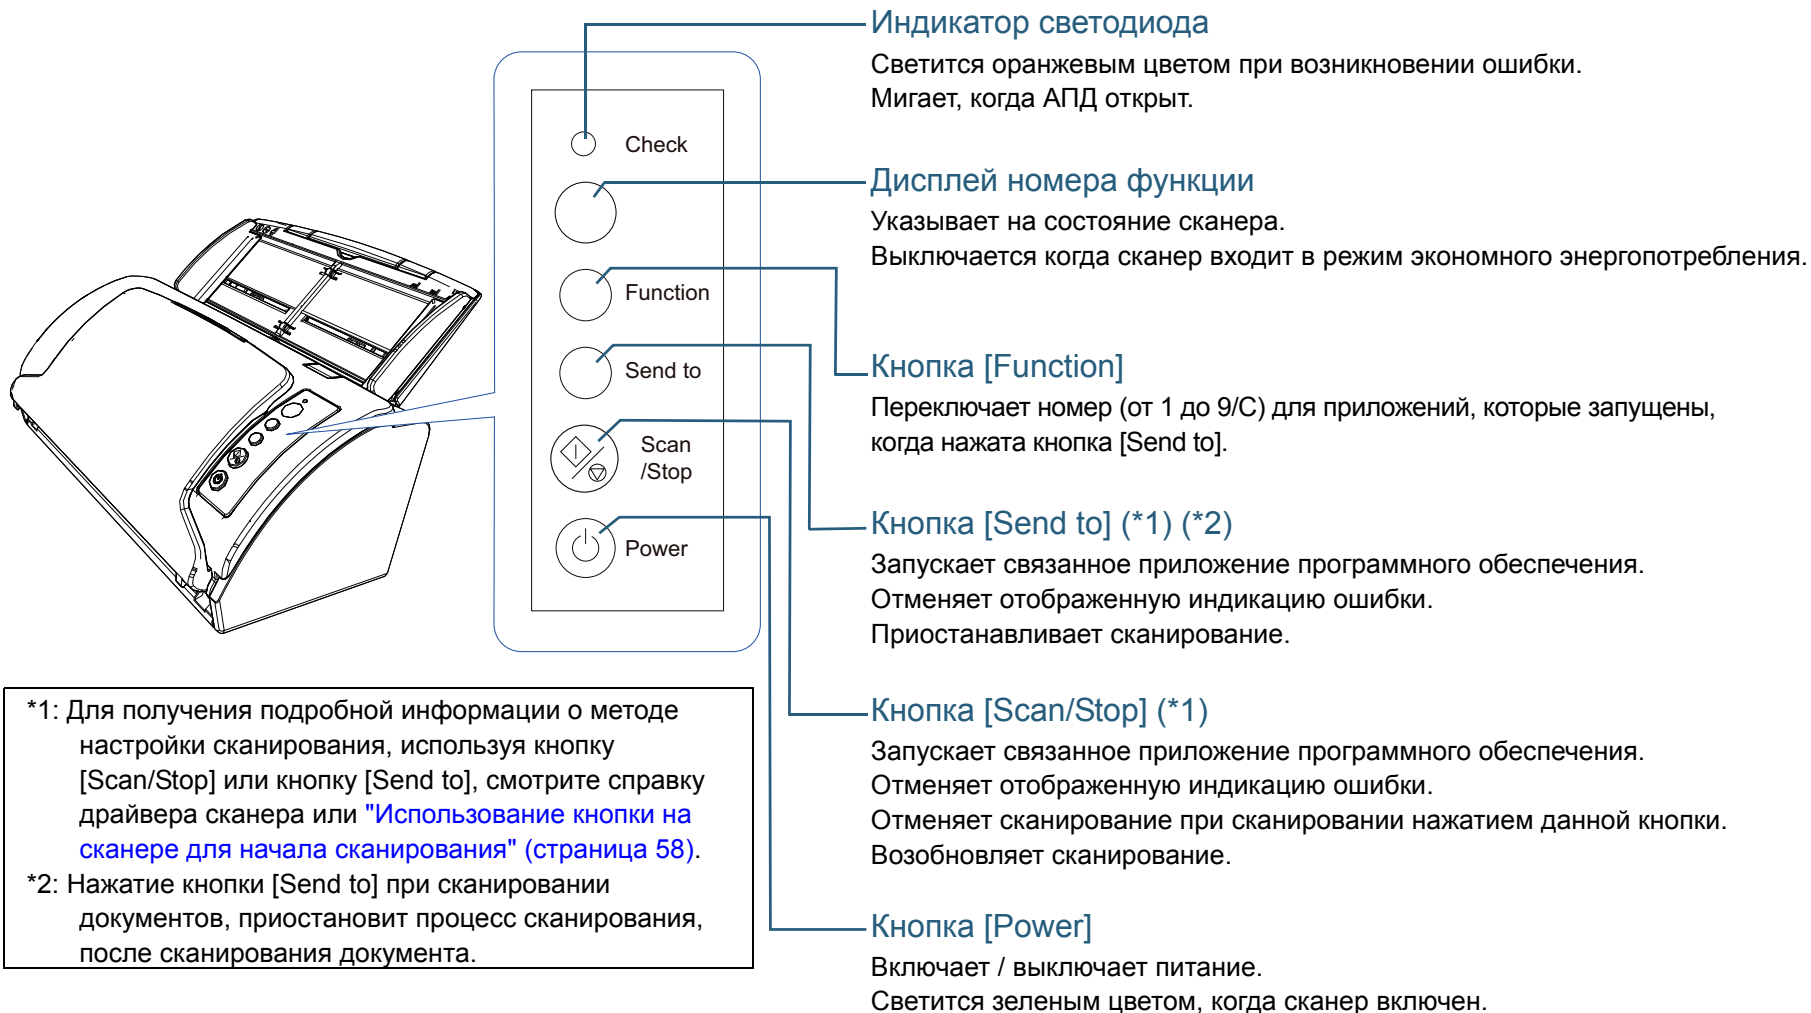 Индикатор светодиода
Светится оранжевым цветом при возникновении ошибки.
Мигает, когда АПД открыт.
Check
Дисплей номера функции
Указывает на состояние сканера.
Выключается когда сканер входит в режим экономного энергопотребления.
Function
Send to
Кнопка [Function]
Переключает номер (от 1 до 9/C) для приложений, которые запущены,
когда нажата кнопка [Send to].
Scan
/Stop
Кнопка [Send to] (*1) (*2)
Запускает связанное приложение программного обеспечения.
Отменяет отображенную индикацию ошибки.
Приостанавливает сканирование.
Power
Кнопка [Scan/Stop] (*1)
Запускает связанное приложение программного обеспечения.
Отменяет отображенную индикацию ошибки.
Отменяет сканирование при сканировании нажатием данной кнопки.
Возобновляет сканирование.
*1: Для получения подробной информации о методе
настройки сканирования, используя кнопку
[Scan/Stop] или кнопку [Send to], смотрите справку
драйвера сканера или "Использование кнопки на
сканере для начала сканирования" (страница 58).
*2: Нажатие кнопки [Send to] при сканировании
документов, приостановит процесс сканирования,
после сканирования документа.
Кнопка [Power]
Включает / выключает питание.
Светится зеленым цветом, когда сканер включен.